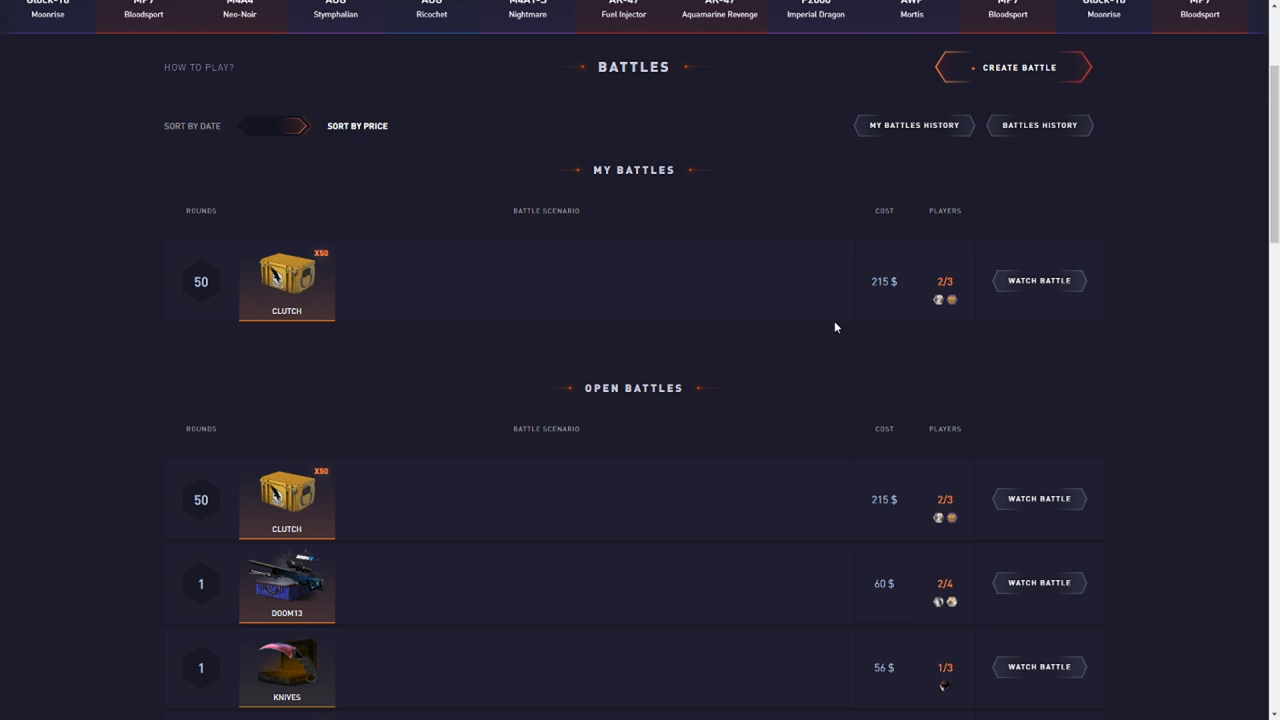 Bloodsport Neo-Noir Stymphalian Ricochet Nightmare Fuel Injector Aquamarine Revenge Imperial Dragon Mortis Bloodsport Moonrise Bloodsport
Moonrise
HOW TO PLAY?
BATTLES
CREATE BATTLE
SORT BY DATE
SORT BY PRICE
MY BATTLES HISTORY
BATTLES HISTORY
MY BATTLES
ROUNDS BATTLE SCENARIO COST PLAYERS
X50
50 215 $ 2/3 WATCH BATTLE
CLUTCH
OPEN BATTLES
ROUNDS BATTLE SCENARIO COST PLAYERS
X50
50 215 $ 2/3 WATCH BATTLE
CLUTCH
1 60 $ 2/4 WATCH BATTLE
DOOM13
1 56 $ 1/3 WATCH BATTLE
KNIVES